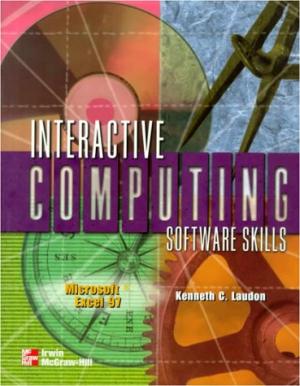 INTERACTIVE
COMPUTING
SOFTWARE SKILLS
Microsoft®
Excel 97
Kenneth C. Laudon
Irwin
McGraw-Hill